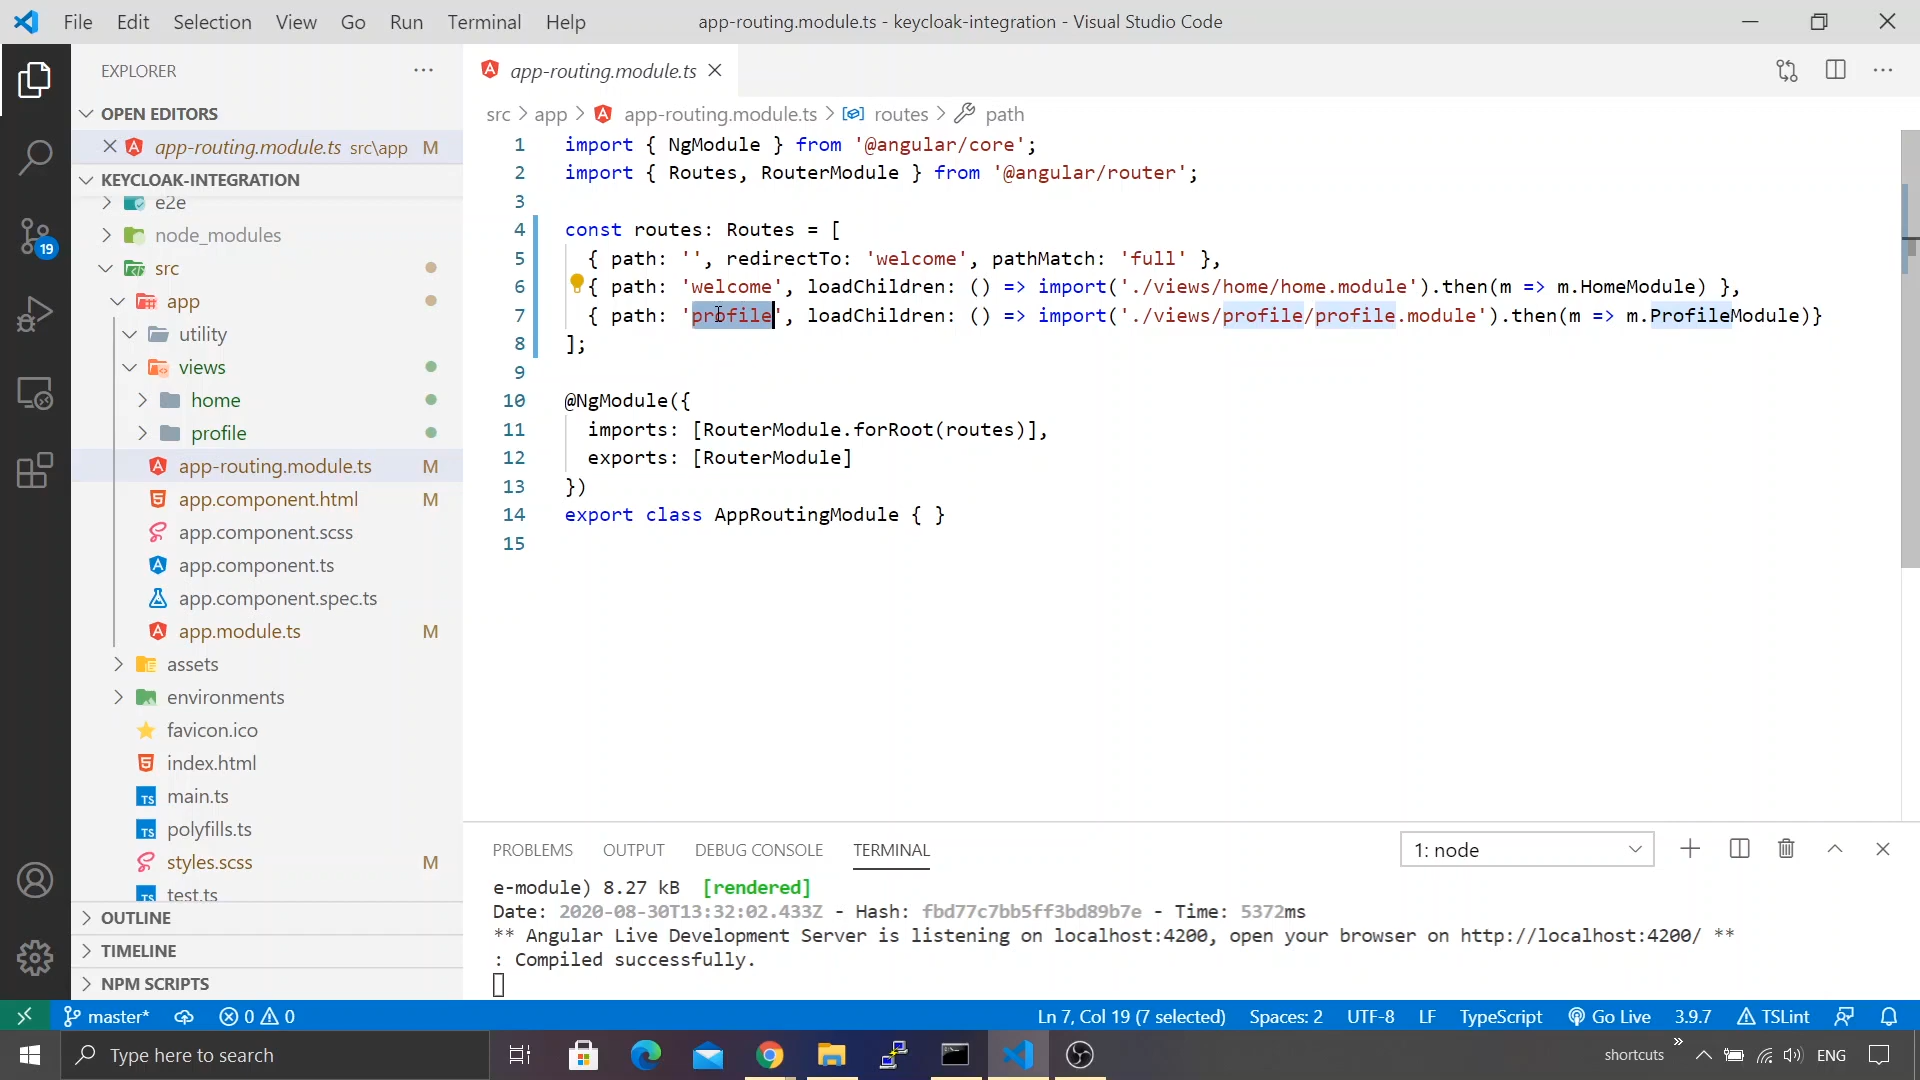 File Edit Selection View Go Run Terminal Help
app-routing.module.ts - keycloak-integration - Visual Studio Code
EXPLORER
OPEN EDITORS
app-routing.module.ts src\app M
KEYCLOAK-INTEGRATION
e2e
node_modules
src
app
utility
views
home
profile
app-routing.module.ts M
app.component.html M
app.component.scss
app.component.ts
app.component.spec.ts
app.module.ts M
assets
environments
favicon.ico
index.html
main.ts
polyfills.ts
styles.scss M
test.ts
OUTLINE
TIMELINE
NPM SCRIPTS
19
app-routing.module.ts
src > app > app-routing.module.ts > routes > path
1 import { NgModule } from '@angular/core';
2 import { Routes, RouterModule } from '@angular/router';
3
4 const routes: Routes = [
5 { path: '', redirectTo: 'welcome', pathMatch: 'full' },
6 { path: 'welcome', loadChildren: () => import('./views/home/home.module').then(m => m.HomeModule) },
7 { path: 'profile', loadChildren: () => import('./views/profile/profile.module').then(m => m.ProfileModule)}
8 ];
9
10 @NgModule({
11 imports: [RouterModule.forRoot(routes)],
12 exports: [RouterModule]
13 })
14 export class AppRoutingModule { }
15
PROBLEMS OUTPUT DEBUG CONSOLE TERMINAL
1: node
e-module) 8.27 kB [rendered]
Date: 2020-08-30T13:32:02.433Z - Hash: fbd77c7bb5ff3bd89b7e - Time: 5372ms
** Angular Live Development Server is listening on localhost:4200, open your browser on http://localhost:4200/ **
: Compiled successfully.
master* 0 0 Ln 7, Col 19 (7 selected) Spaces: 2 UTF-8 LF TypeScript Go Live 3.9.7 TSLint
Type here to search
shortcuts
ENG